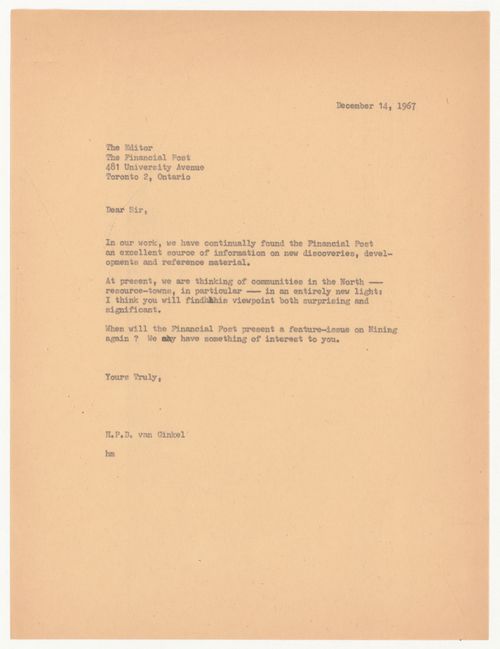 December 14, 1967
The Editor
The Financial Post
481 University Avenue
Toronto 2, Ontario
Dear Sir,
In our work, we have continually found the Financial Post
an excellent source of information on new discoveries, devel-
opments and reference material.
At present, we are thinking of communities in the North ——
resource-towns, in particular —— in an entirely new light:
I think you will find this viewpoint both surprising and
significant.
When will the Financial Post present a feature-issue on Mining
again ? We may have something of interest to you.
Yours Truly,
H.P.D. van Ginkel
hm